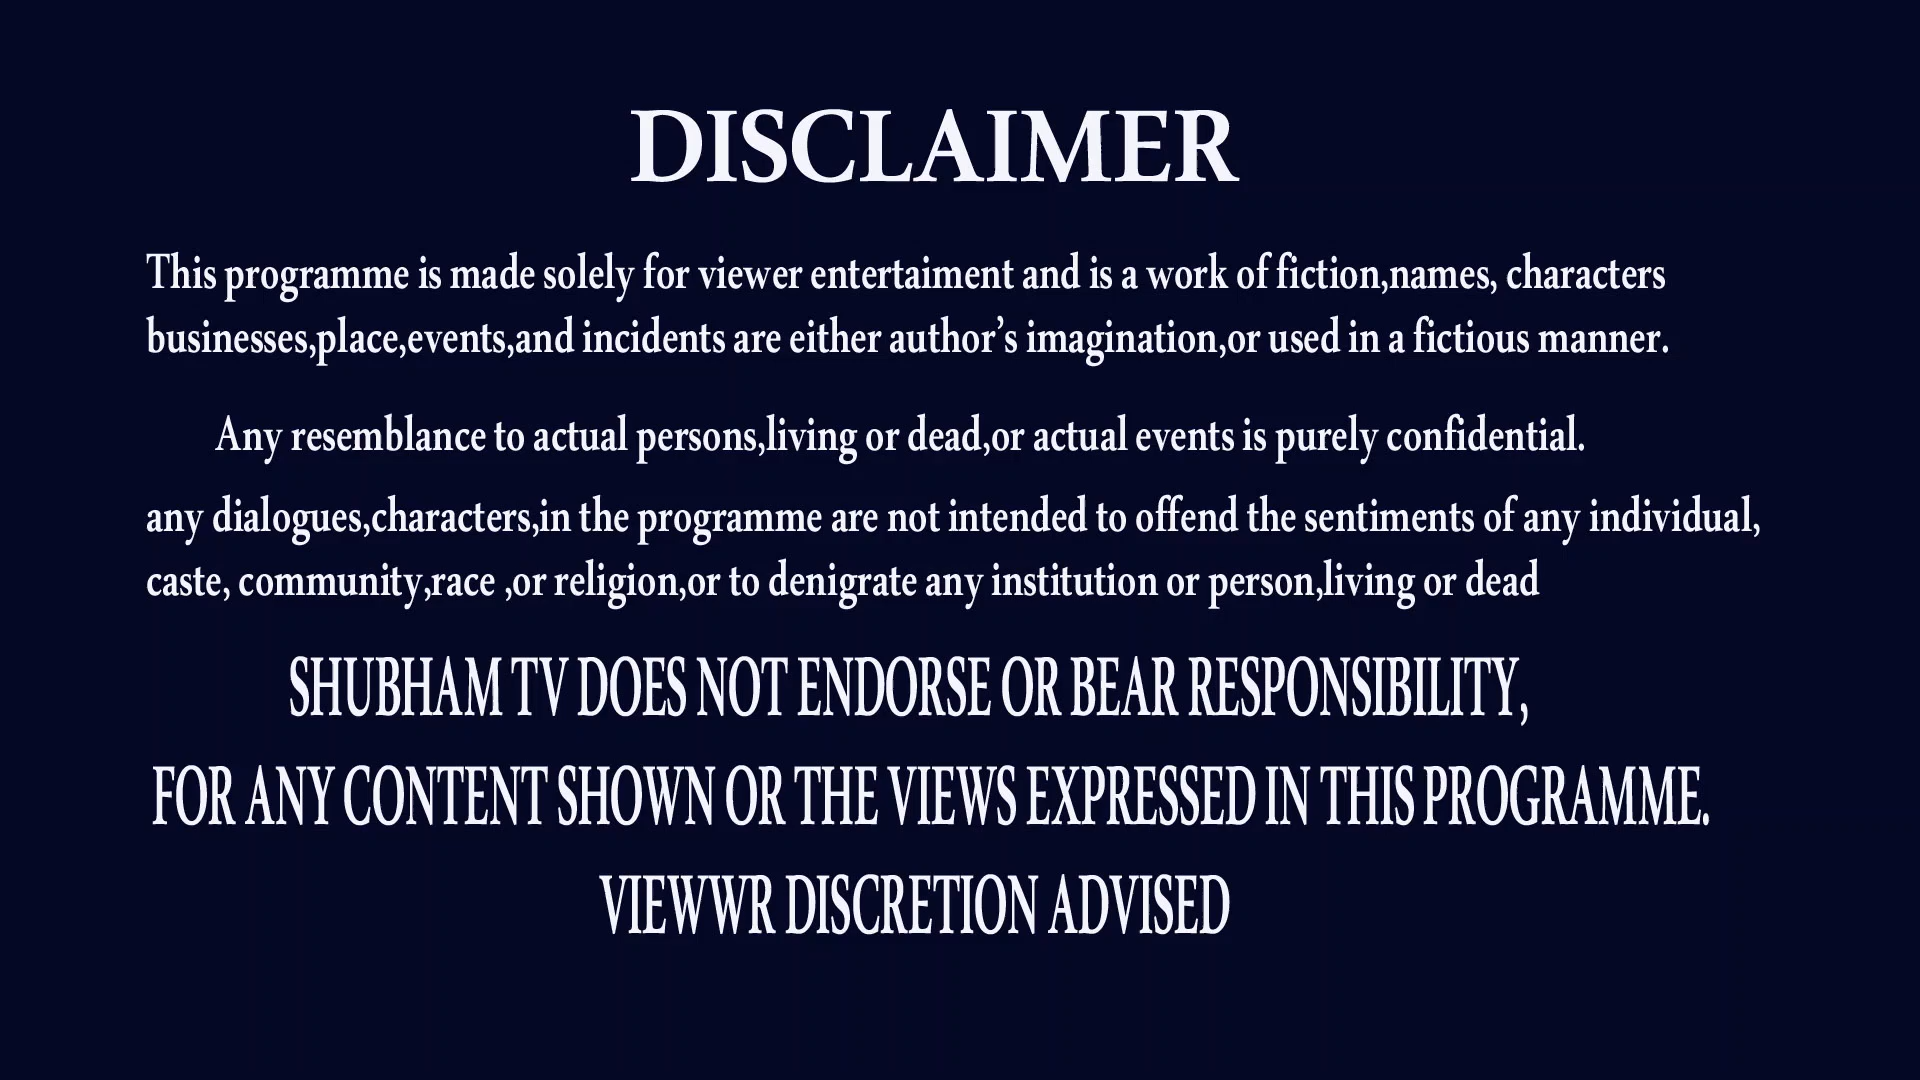 DISCLAIMER
This programme is made solely for viewer entertaiment and is a work of fiction,names, characters
businesses,place,events,and incidents are either author’s imagination,or used in a fictious manner.
Any resemblance to actual persons,living or dead,or actual events is purely confidential.
any dialogues,characters,in the programme are not intended to offend the sentiments of any individual,
caste, community,race ,or religion,or to denigrate any institution or person,living or dead
SHUBHAM TV DOES NOT ENDORSE OR BEAR RESPONSIBILITY,
FOR ANY CONTENT SHOWN OR THE VIEWS EXPRESSED IN THIS PROGRAMME.
VIEWWR DISCRETION ADVISED